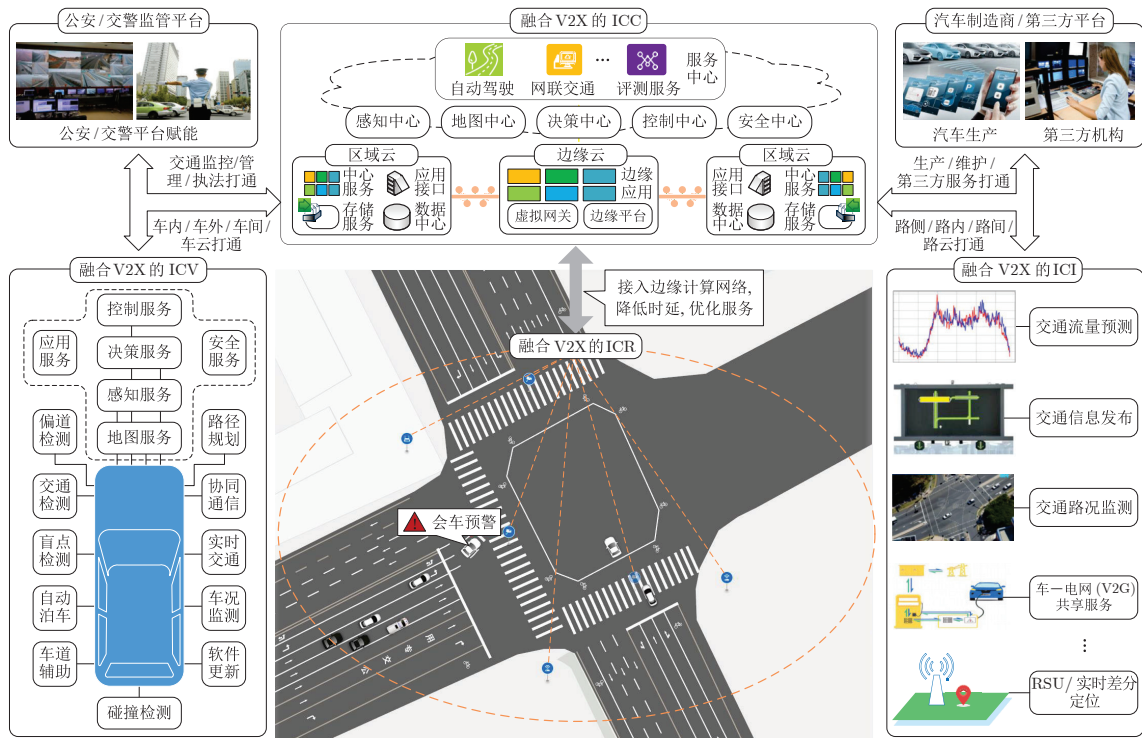 公安/交警监管平台
公安/交警平台赋能
融合 V2X 的 ICC
自动驾驶
网联交通
···
评测服务
服务
中心
感知中心
地图中心
决策中心
控制中心
安全中心
区域云
中心
服务
应用
接口
存储
服务
数据
中心
边缘云
边缘
应用
虚拟网关
边缘平台
区域云
应用
接口
中心
服务
数据
中心
存储
服务
汽车制造商/第三方平台
汽车生产
第三方机构
交通监控/管
理/执法打通
车内/车外/车间/
车云打通
生产/维护/
第三方服务打通
路侧/路内/路间/
路云打通
融合 V2X 的 ICV
控制服务
应用
服务
决策服务
安全
服务
感知服务
地图服务
偏道
检测
路径
规划
交通
检测
协同
通信
盲点
检测
实时
交通
自动
泊车
车况
监测
车道
辅助
软件
更新
碰撞检测
接入边缘计算网络,
降低时延, 优化服务
融合 V2X 的 ICR
会车预警
公交专用
融合 V2X 的 ICI
交通流量预测
交通信息发布
交通路况监测
车－电网 (V2G)
共享服务
⋮
RSU/实时差分
定位